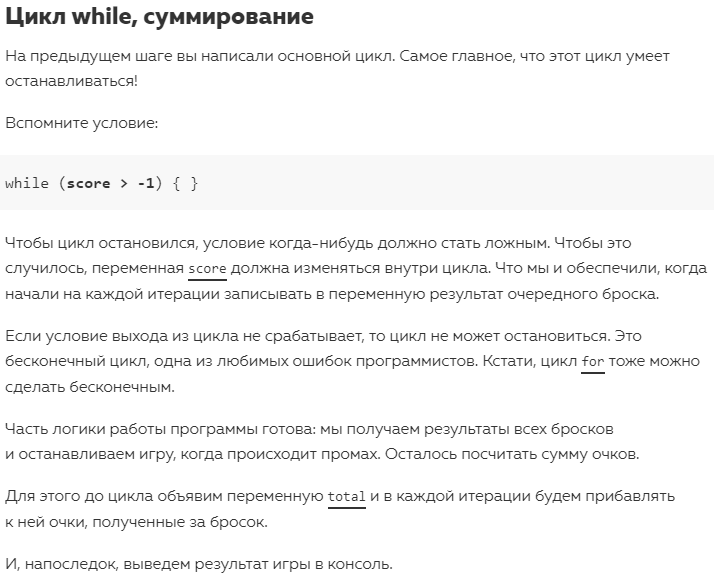 Цикл while, суммирование
На предыдущем шаге вы написали основной цикл. Самое главное, что этот цикл умеет
останавливаться!
Вспомните условие:
while (score > -1) { }
Чтобы цикл остановился, условие когда-нибудь должно стать ложным. Чтобы это
случилось, переменная score должна изменяться внутри цикла. Что мы и обеспечили, когда
начали на каждой итерации записывать в переменную результат очередного броска.
Если условие выхода из цикла не срабатывает, то цикл не может остановиться. Это
бесконечный цикл, одна из любимых ошибок программистов. Кстати, цикл for тоже можно
сделать бесконечным.
Часть логики работы программы готова: мы получаем результаты всех бросков
и останавливаем игру, когда происходит промах. Осталось посчитать сумму очков.
Для этого до цикла объявим переменную total и в каждой итерации будем прибавлять
к ней очки, полученные за бросок.
И, напоследок, выведем результат игры в консоль.